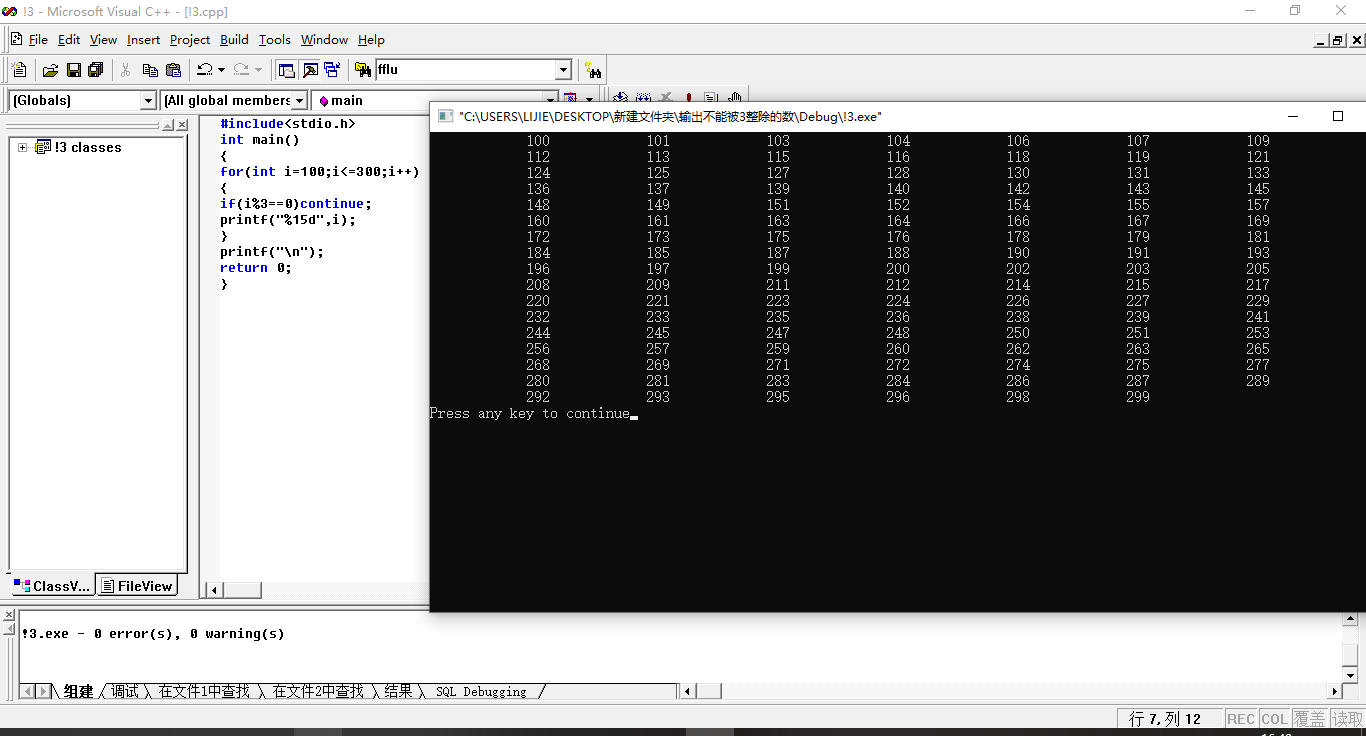 !3 - Microsoft Visual C++ - [!3.cpp]
File Edit View Insert Project Build Tools Window Help
fflu
(Globals) (All global members main
!3 classes
#include<stdio.h>
int main()
{
for(int i=100;i<=300;i++)
{
if(i%3==0)continue;
printf("%15d",i);
}
printf("\n");
return 0;
}
"C:\USERS\LIJIE\DESKTOP\新建文件夹\输出不能被3整除的数\Debug\!3.exe"
100 101 103 104 106 107 109
112 113 115 116 118 119 121
124 125 127 128 130 131 133
136 137 139 140 142 143 145
148 149 151 152 154 155 157
160 161 163 164 166 167 169
172 173 175 176 178 179 181
184 185 187 188 190 191 193
196 197 199 200 202 203 205
208 209 211 212 214 215 217
220 221 223 224 226 227 229
232 233 235 236 238 239 241
244 245 247 248 250 251 253
256 257 259 260 262 263 265
268 269 271 272 274 275 277
280 281 283 284 286 287 289
292 293 295 296 298 299
Press any key to continue
ClassV... FileView
!3.exe - 0 error(s), 0 warning(s)
组建 调试 在文件1中查找 在文件2中查找 结果 SQL Debugging
行 7, 列 12 REC COL 覆盖 读取